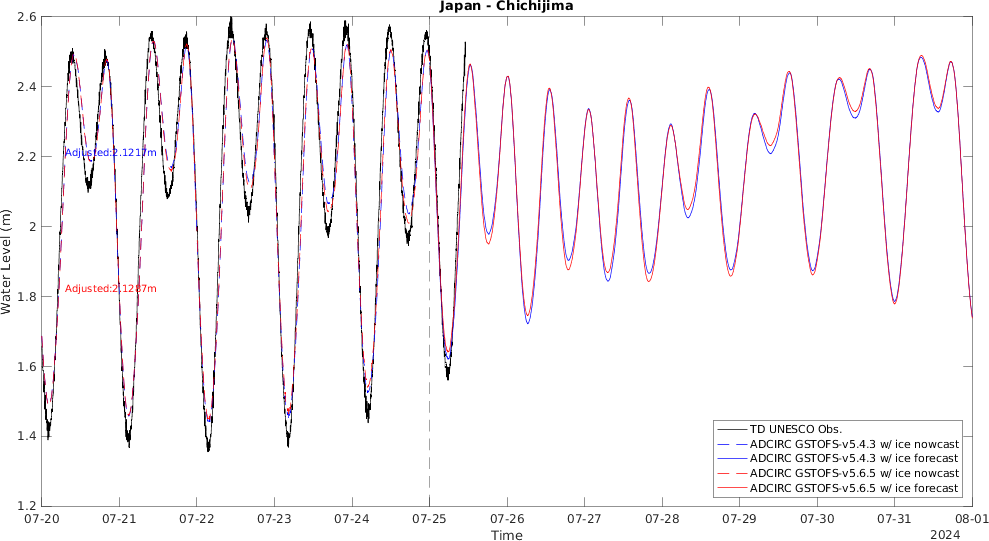 Japan - Chichijima
Water Level (m)
2.6
2.4
2.2
2
1.8
1.6
1.4
1.2
Adjusted:2.1217m
Adjusted:2.1287m
TD UNESCO Obs.
ADCIRC GSTOFS-v5.4.3 w/ ice nowcast
ADCIRC GSTOFS-v5.4.3 w/ ice forecast
ADCIRC GSTOFS-v5.6.5 w/ ice nowcast
ADCIRC GSTOFS-v5.6.5 w/ ice forecast
07-20 07-21 07-22 07-23 07-24 07-25 07-26 07-27 07-28 07-29 07-30 07-31 08-01
Time
2024